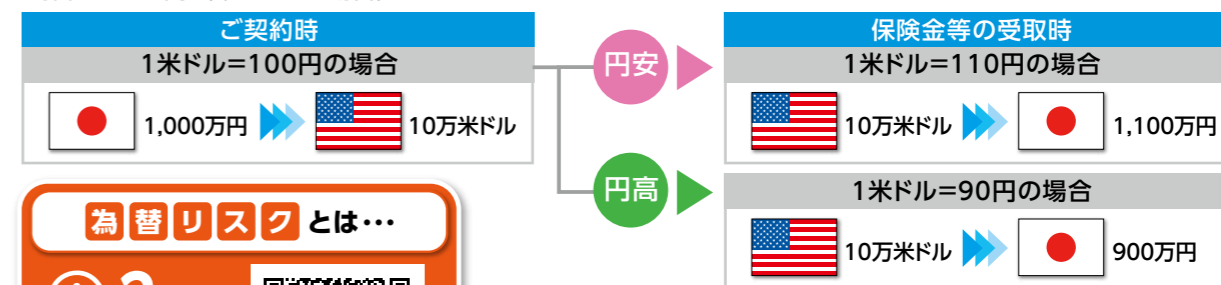 ご契約時
1米ドル=100円の場合
1,000万円
10万米ドル
円安
保険金等の受取時
1米ドル=110円の場合
10万米ドル
1,100万円
円高
1米ドル=90円の場合
10万米ドル
900万円
為替リスクとは･･･